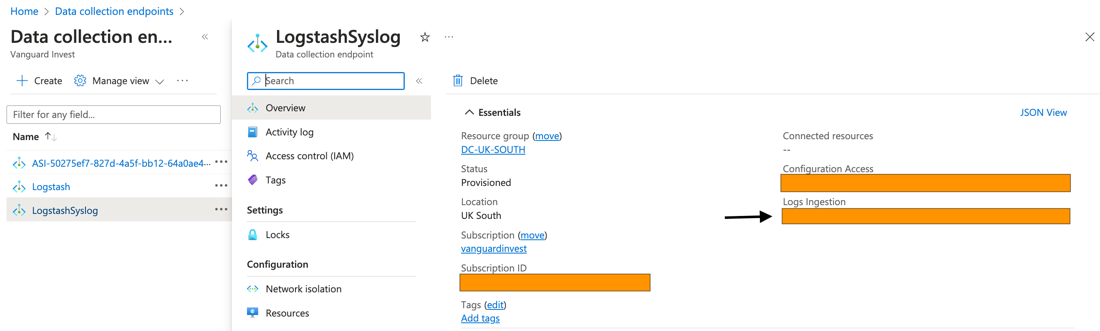 Home > Data collection endpoints >
Data collection en... «
Vanguard Invest
Create Manage view ···
Filter for any field...
Name ↑↓
ASI-50275ef7-827d-4a5f-bb12-64a0ae4··· ···
Logstash ···
LogstashSyslog ···
LogstashSyslog ···
Data collection endpoint
Search «
Overview
Activity log
Access control (IAM)
Tags
Settings
Locks
Configuration
Network isolation
Resources
Delete
Essentials
JSON View
Resource group (move)
DC-UK-SOUTH
Status
Provisioned
Location
UK South
Subscription (move)
vanguardinvest
Subscription ID
Tags (edit)
Add tags
Connected resources
--
Configuration Access
Logs Ingestion